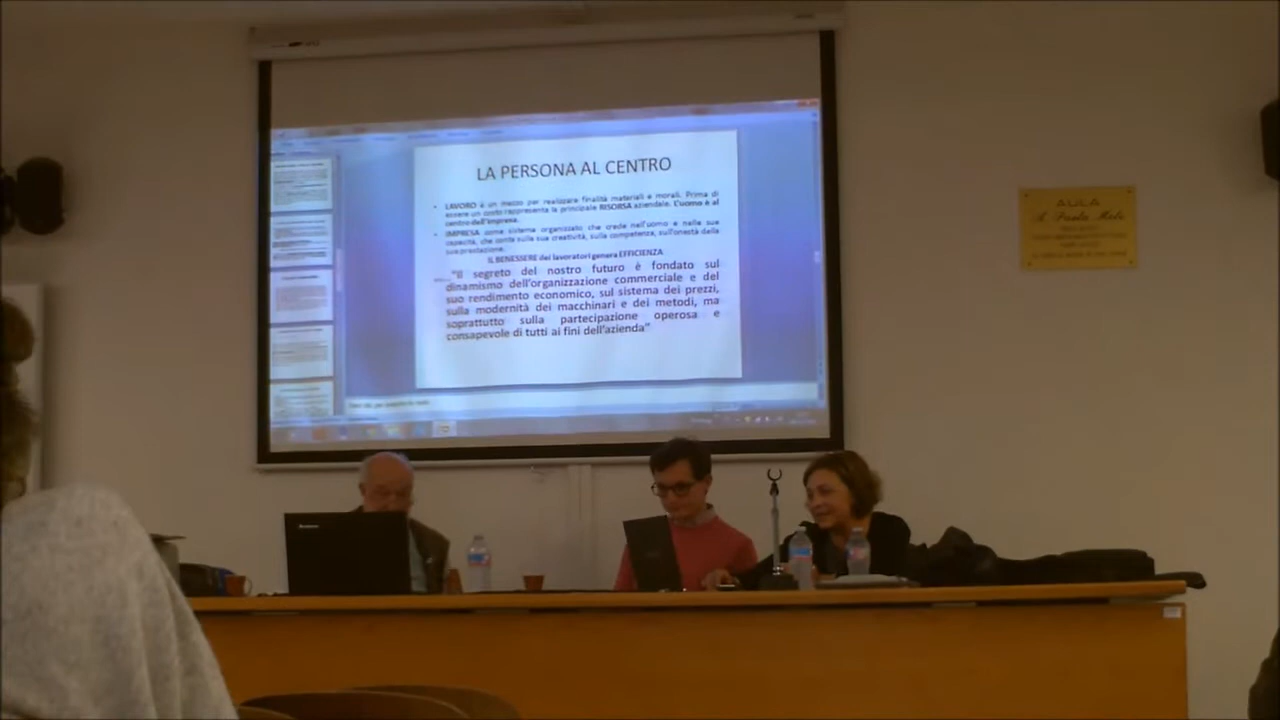 LA PERSONA AL CENTRO
• LAVORO è un mezzo per realizzare finalità materiali e morali. Prima di
essere un costo rappresenta la principale RISORSA aziendale. L'uomo è al
centro dell'impresa.
• IMPRESA come sistema organizzato che crede nell'uomo e nelle sue
capacità, che conta sulla sua creatività, sulla competenza, sull'onestà della
sua prestazione.
IL BENESSERE dei lavoratori genera EFFICIENZA
"Il segreto del nostro futuro è fondato sul
dinamismo dell'organizzazione commerciale e del
suo rendimento economico, sul sistema dei prezzi,
sulla modernità dei macchinari e dei metodi, ma
soprattutto sulla partecipazione operosa e
consapevole di tutti ai fini dell'azienda"
AULA
Lenovo